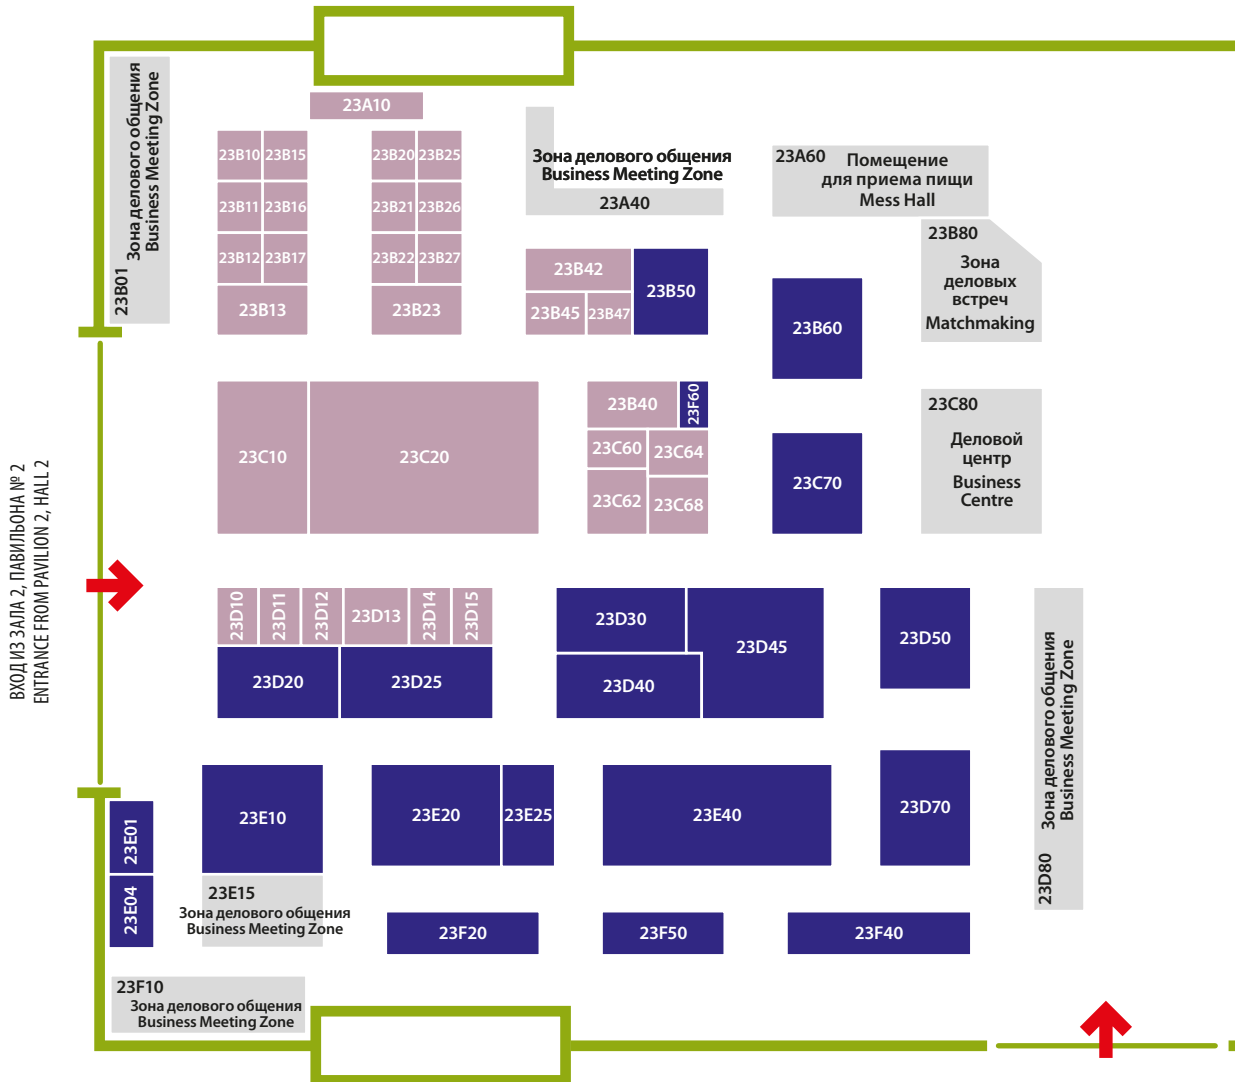 23A10
23B01
Зона делового общения
Business Meeting Zone
23B10
23B15
23B20
23B25
23B11
23B16
23B21
23B26
23B12
23B17
23B22
23B27
23B13
23B23
Зона делового общения
Business Meeting Zone
23A40
23A60
Помещение
для приема пищи
Mess Hall
23B80
Зона
деловых
встреч
Matchmaking
23B42
23B45
23B47
23B50
23B60
23C10
23C20
23B40
23F60
23C60
23C64
23C62
23C68
23C70
23C80
Деловой
центр
Business
Centre
ВХОД ИЗ ЗАЛА 2, ПАВИЛЬОНА № 2
ENTRANCE FROM PAVILION 2, HALL 2
23D10
23D11
23D12
23D13
23D14
23D15
23D20
23D25
23D30
23D40
23D45
23D50
23D70
23D80
Зона делового общения
Business Meeting Zone
23E01
23E04
23E10
23E20
23E25
23E40
23E15
Зона делового общения
Business Meeting Zone
23F20
23F50
23F40
23F10
Зона делового общения
Business Meeting Zone